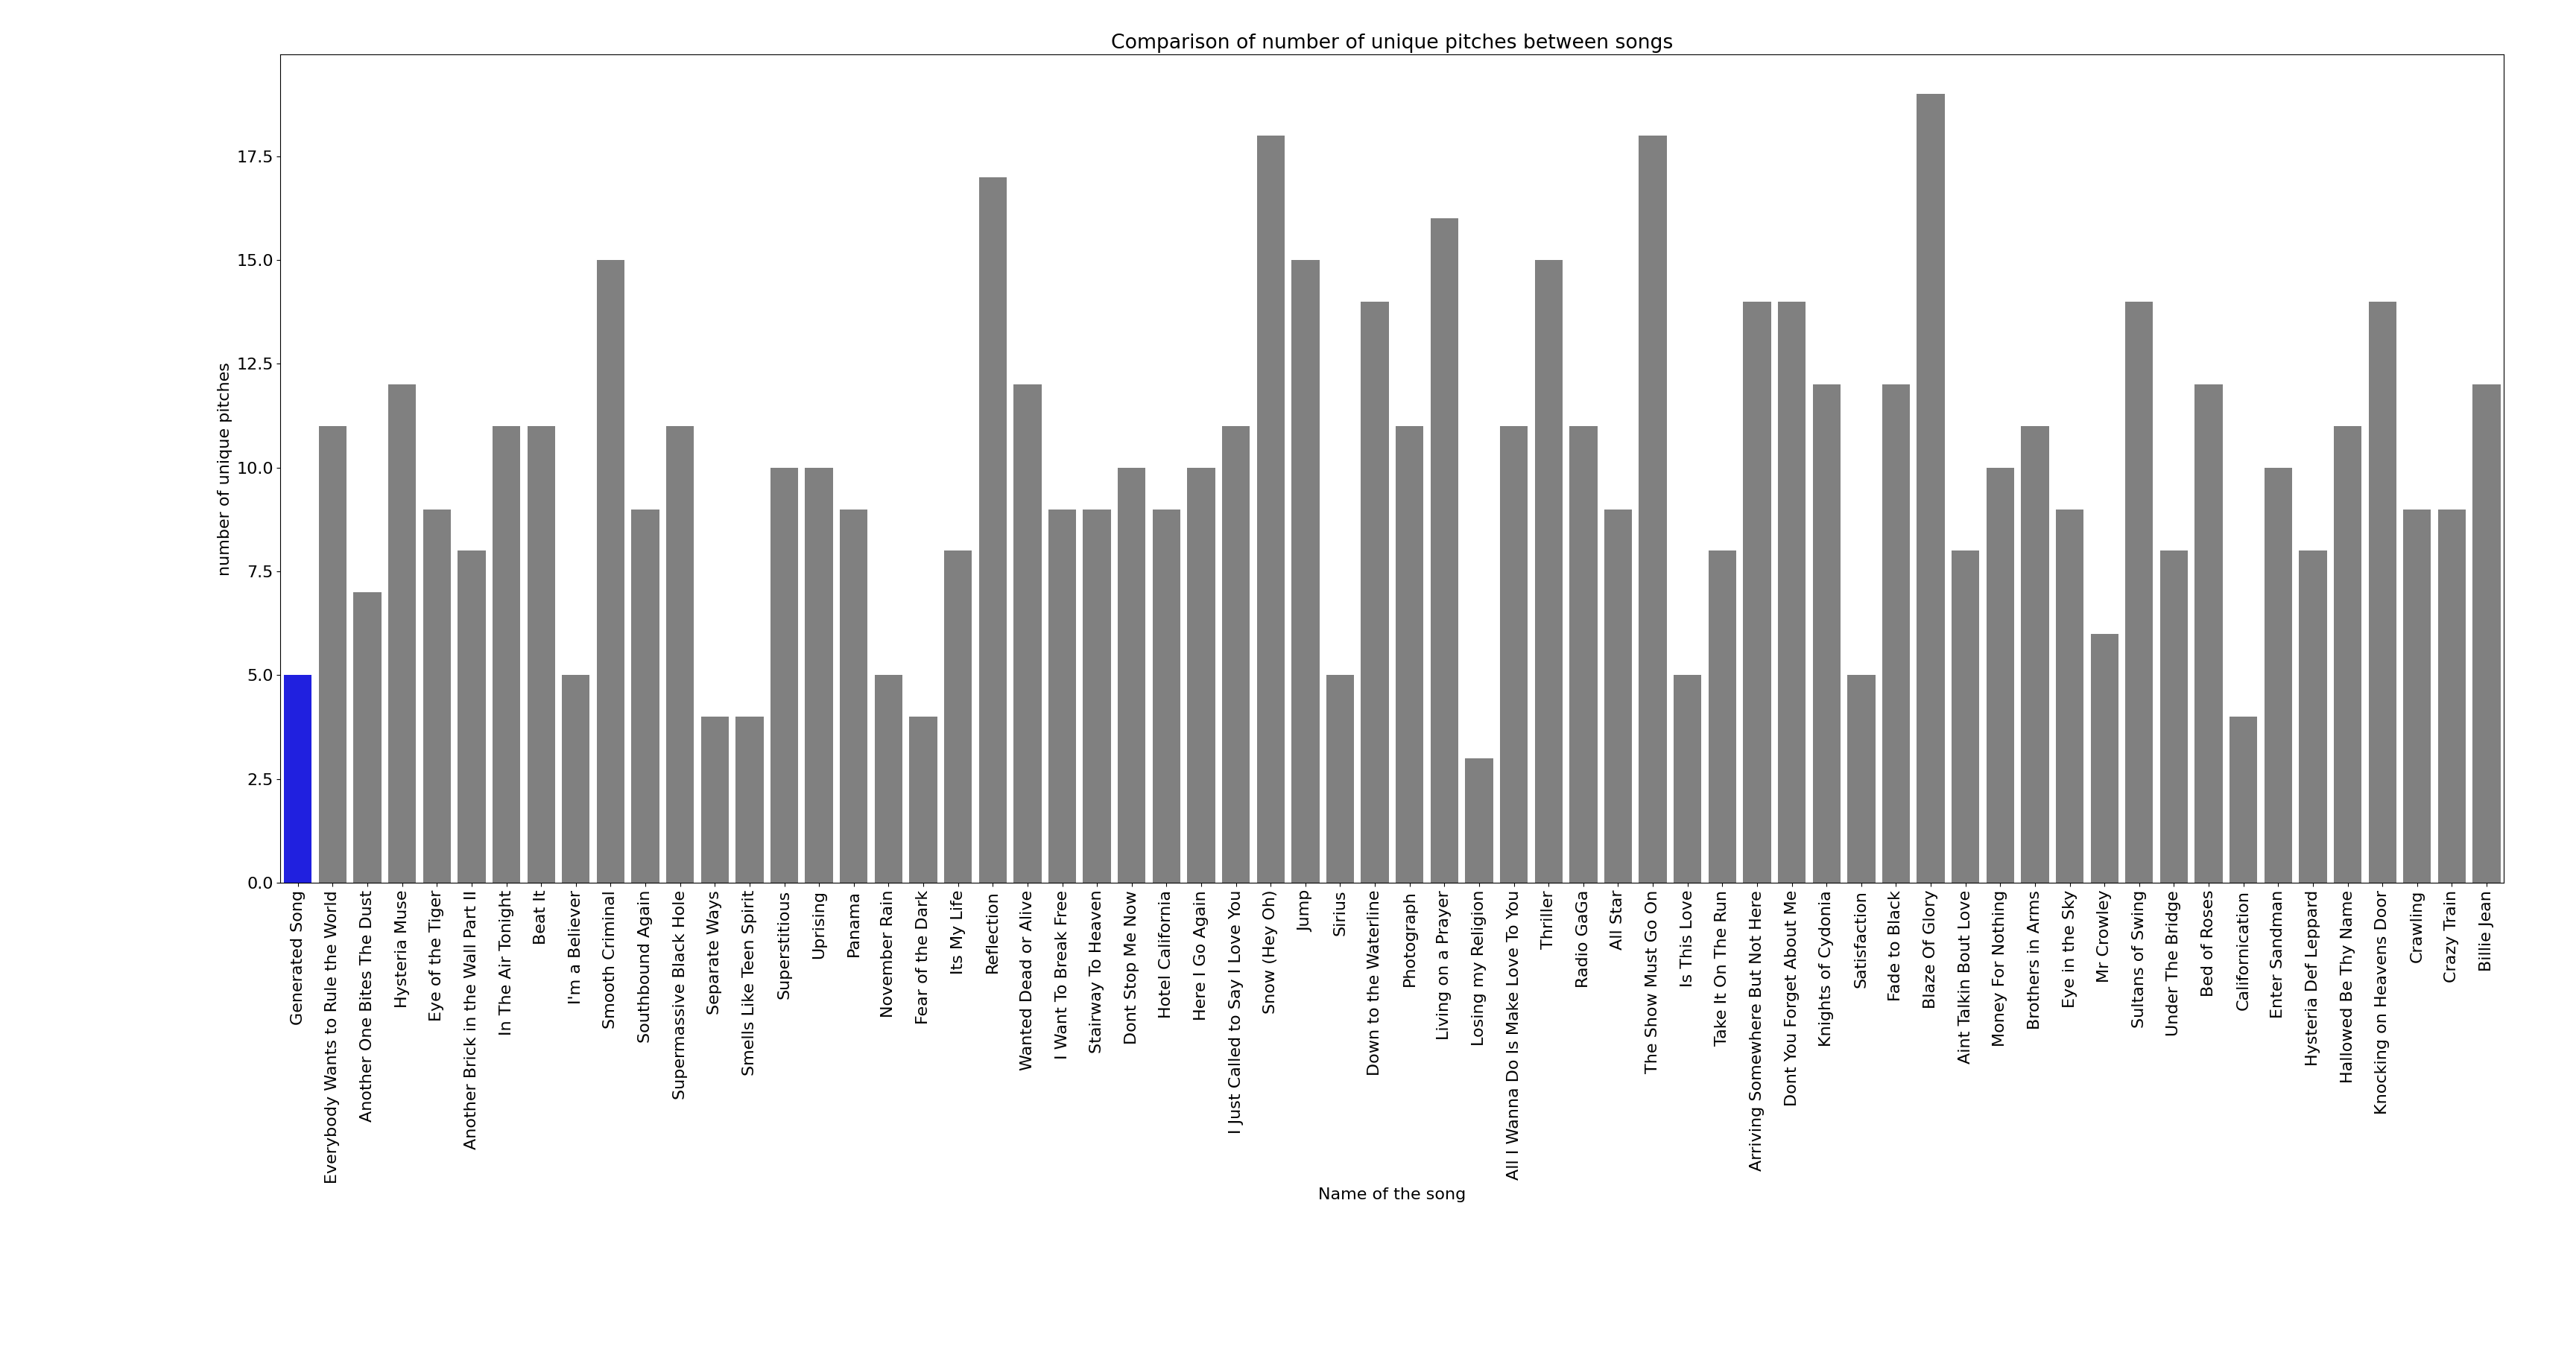 Comparison of number of unique pitches between songs
number of unique pitches
17.5
15.0
12.5
10.0
7.5
5.0
2.5
0.0
Generated Song
Everybody Wants to Rule the World
Another One Bites The Dust
Hysteria Muse
Eye of the Tiger
Another Brick in the Wall Part II
In The Air Tonight
Beat It
I'm a Believer
Smooth Criminal
Southbound Again
Supermassive Black Hole
Separate Ways
Smells Like Teen Spirit
Superstitious
Uprising
Panama
November Rain
Fear of the Dark
Its My Life
Reflection
Wanted Dead or Alive
I Want To Break Free
Stairway To Heaven
Dont Stop Me Now
Hotel California
Here I Go Again
I Just Called to Say I Love You
Snow (Hey Oh)
Jump
Sirius
Down to the Waterline
Photograph
Living on a Prayer
Losing my Religion
All I Wanna Do Is Make Love To You
Thriller
Radio GaGa
All Star
The Show Must Go On
Is This Love
Take It On The Run
Arriving Somewhere But Not Here
Dont You Forget About Me
Knights of Cydonia
Satisfaction
Fade to Black
Blaze Of Glory
Aint Talkin Bout Love
Money For Nothing
Brothers in Arms
Eye in the Sky
Mr Crowley
Sultans of Swing
Under The Bridge
Bed of Roses
Californication
Enter Sandman
Hysteria Def Leppard
Hallowed Be Thy Name
Knocking on Heavens Door
Crawling
Crazy Train
Billie Jean
Name of the song